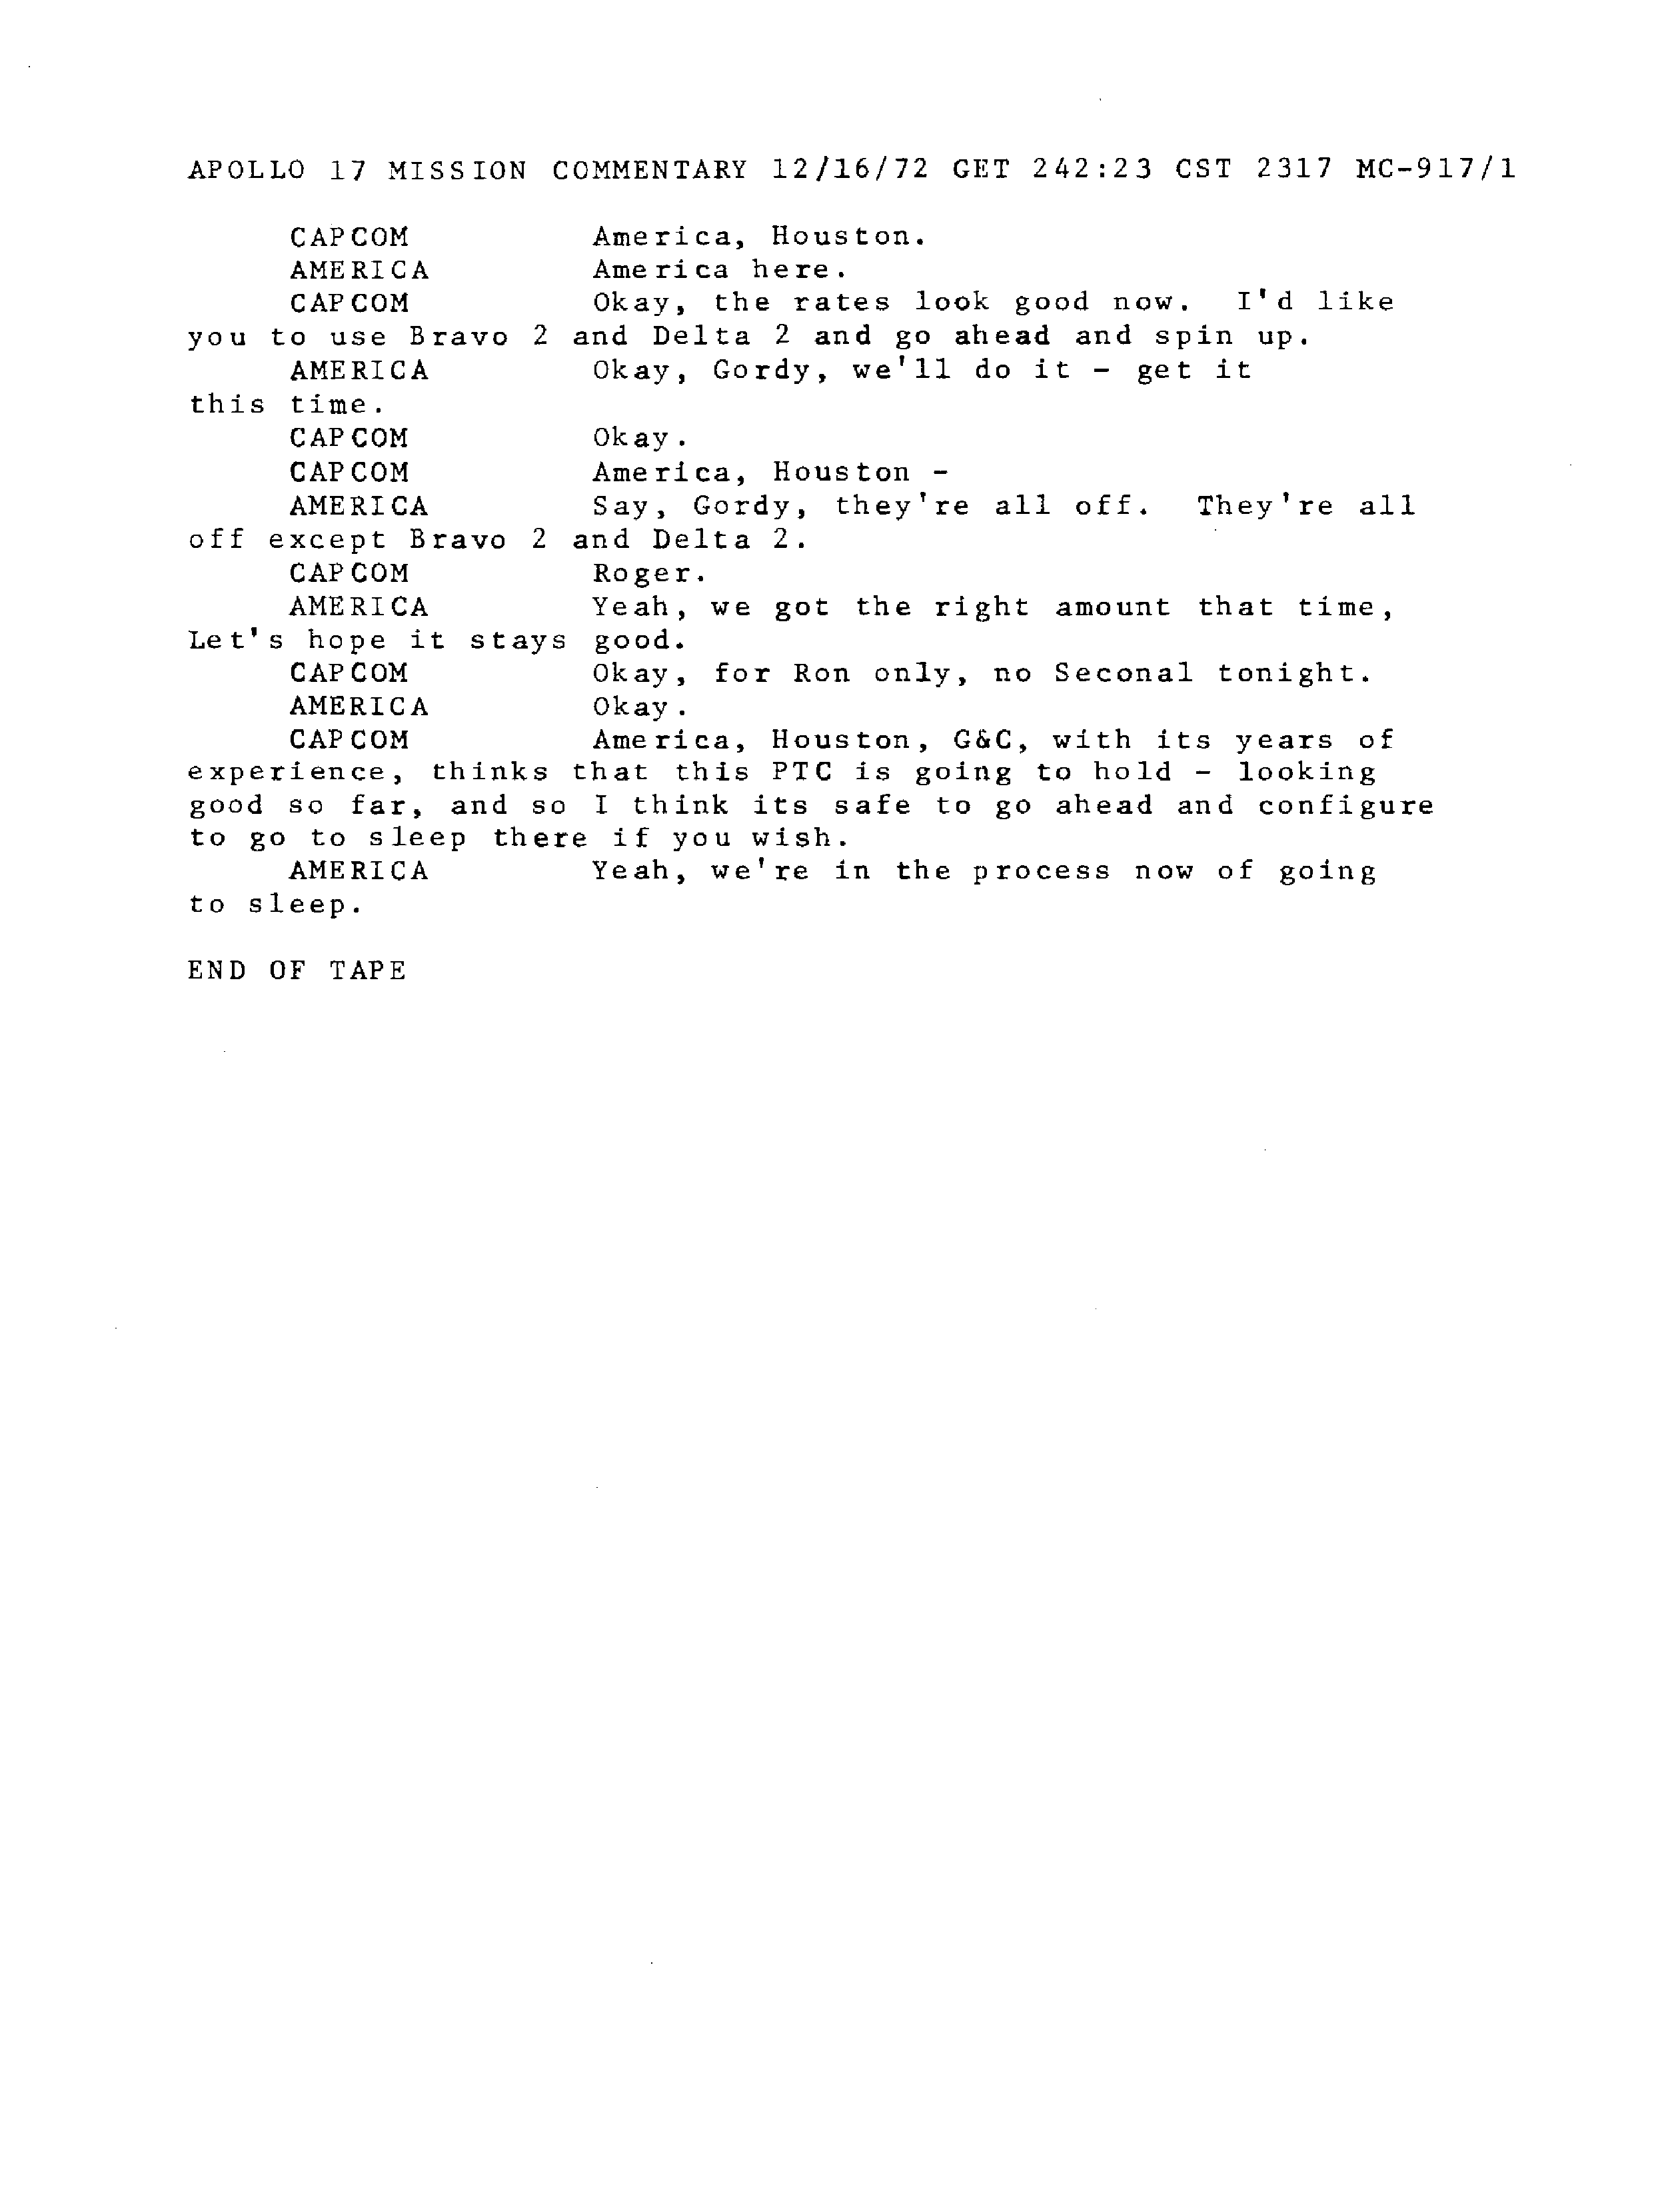 APOLLO 17 MISSION COMMENTARY 12/16/72 GET 242:23 CST 2317 MC-917/1
CAPCOM America, Houston.
AMERICA America here.
CAPCOM Okay, the rates look good now. I'd like
you to use Bravo 2 and Delta 2 and go ahead and spin up.
AMERICA Okay, Gordy, we'll do it - get it
this time.
CAPCOM Okay.
CAPCOM America, Houston -
AMERICA Say, Gordy, they're all off. They're all
off except Bravo 2 and Delta 2.
CAPCOM Roger.
AMERICA Yeah, we got the right amount that time,
Let's hope it stays good.
CAPCOM Okay, for Ron only, no Seconal tonight.
AMERICA Okay.
CAPCOM America, Houston, G&C, with its years of
experience, thinks that this PTC is going to hold - looking
good so far, and so I think its safe to go ahead and configure
to go to sleep there if you wish.
AMERICA Yeah, we're in the process now of going
to sleep.
END OF TAPE